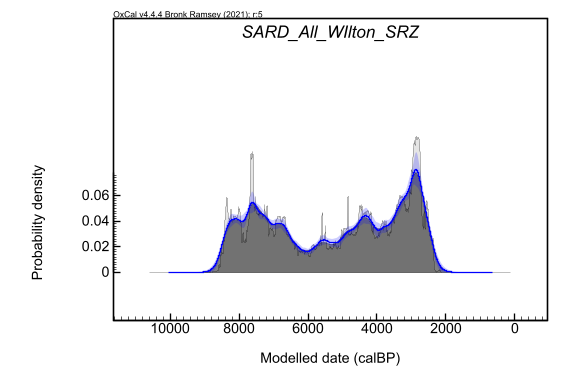 OxCal v4.4.4 Bronk Ramsey (2021); r:5
SARD_All_WIlton_SRZ
Probability density
0.06
0.04
0.02
0
10000 8000 6000 4000 2000 0
Modelled date (calBP)